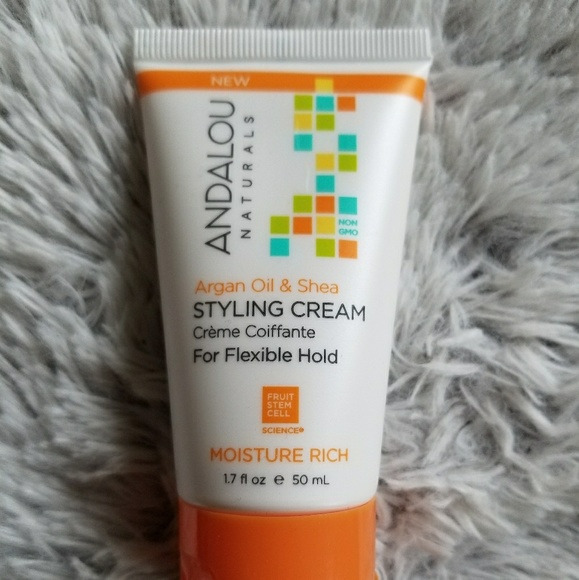 NEW
ANDALOU
NATURALS
NON
GMO
Argan Oil & Shea
STYLING CREAM
Crème Coiffante
For Flexible Hold
FRUIT
STEM
CELL
SCIENCE
MOISTURE RICH
1.7 fl oz e 50 mL